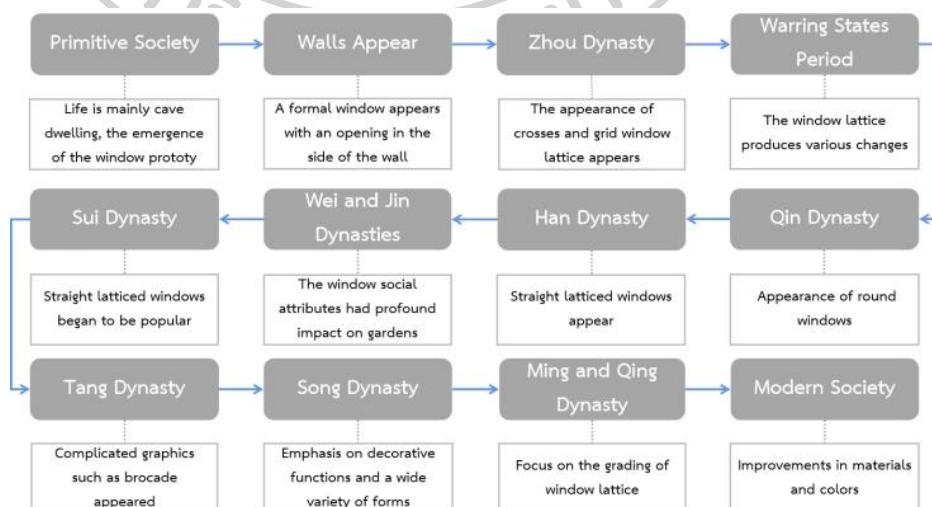 Primitive Society
Walls Appear
Zhou Dynasty
Warring States
Period
Life is mainly cave
dwelling, the emergence
of the window prototy
A formal window appears
with an opening in the
side of the wall
The appearance of
crosses and grid window
lattice appears
The window lattice
produces various changes
Sui Dynasty
Wei and Jin
Dynasties
Han Dynasty
Qin Dynasty
Straight latticed windows
began to be popular
The window social
attributes had profound
impact on gardens
Straight latticed windows
appear
Appearance of round
windows
Tang Dynasty
Song Dynasty
Ming and Qing
Dynasty
Modern Society
Complicated graphics
such as brocade
appeared
Emphasis on decorative
functions and a wide
variety of forms
Focus on the grading of
window lattice
Improvements in materials
and colors